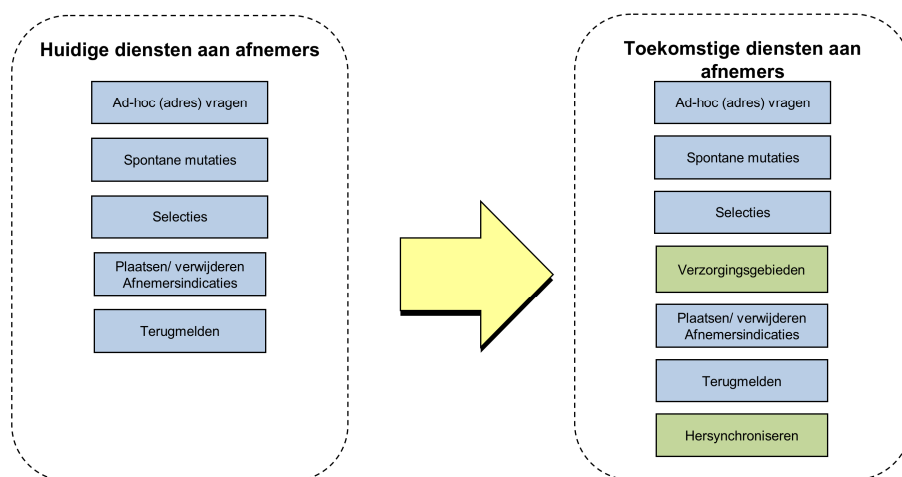 Huidige diensten aan afnemers
Ad-hoc (adres) vragen
Spontane mutaties
Selecties
Plaatsen/ verwijderen
Afnemersindicaties
Terugmelden
Toekomstige diensten aan
afnemers
Ad-hoc (adres) vragen
Spontane mutaties
Selecties
Verzorgingsgebieden
Plaatsen/ verwijderen
Afnemersindicaties
Terugmelden
Hersynchroniseren